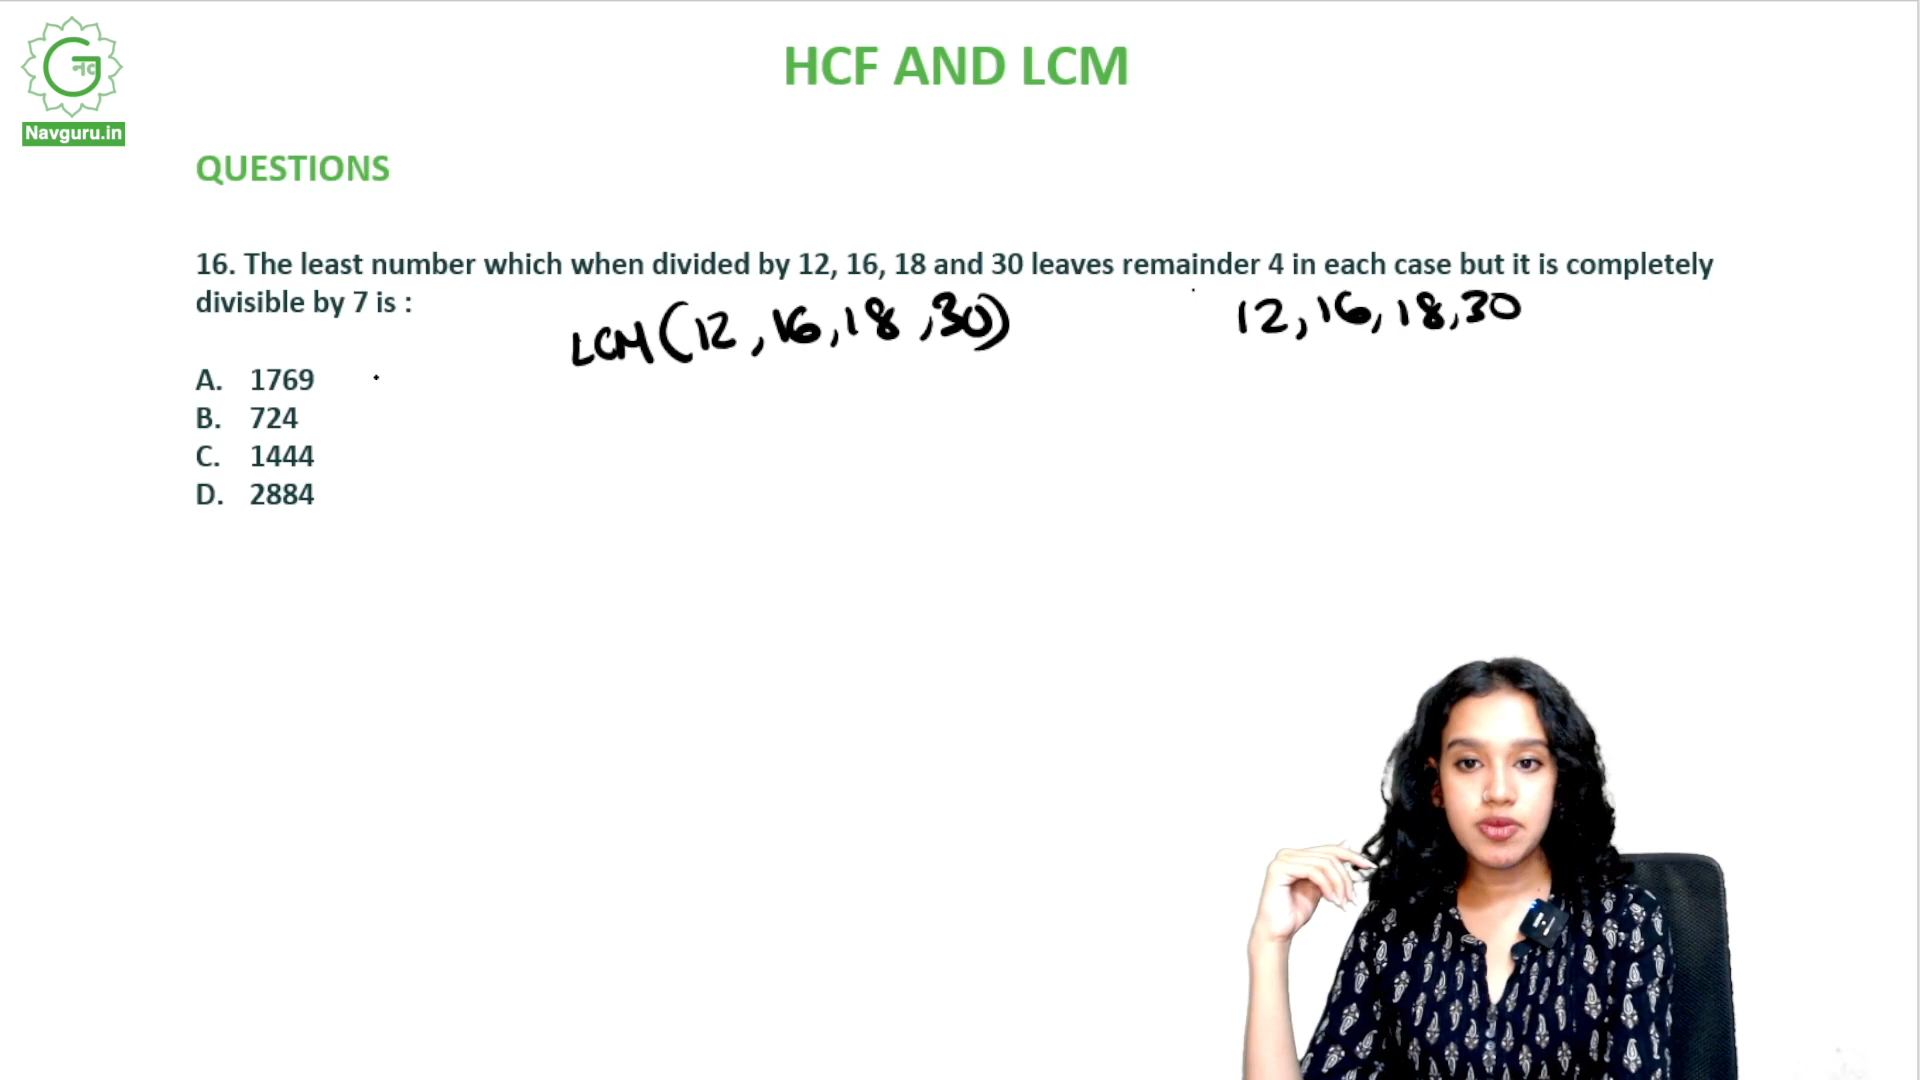 नव
Navguru.in
HCF AND LCM
QUESTIONS
16. The least number which when divided by 12, 16, 18 and 30 leaves remainder 4 in each case but it is completely
divisible by 7 is :
LCM(12,16,18,30)
12,16,18,30
A. 1769
B. 724
C. 1444
D. 2884